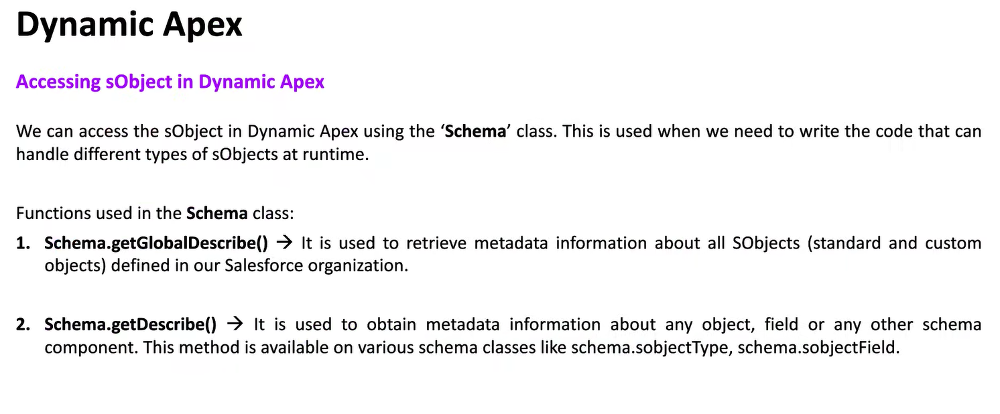 Dynamic Apex
Accessing sObject in Dynamic Apex
We can access the sObject in Dynamic Apex using the ‘Schema’ class. This is used when we need to write the code that can
handle different types of sObjects at runtime.
Functions used in the Schema class:
1. Schema.getGlobalDescribe() → It is used to retrieve metadata information about all SObjects (standard and custom
objects) defined in our Salesforce organization.
2. Schema.getDescribe() → It is used to obtain metadata information about any object, field or any other schema
component. This method is available on various schema classes like schema.sobjectType, schema.sobjectField.